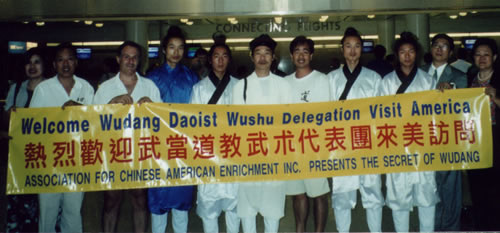 CONNECTING FLIGHTS
Welcome Wudang Daoist Wushu Delegation Visit America
熱烈歡迎武當道教武术代表團來美訪問
ASSOCIATION FOR CHINESE AMERICAN ENRICHMENT INC. PRESENTS THE SECRET OF WUDANG